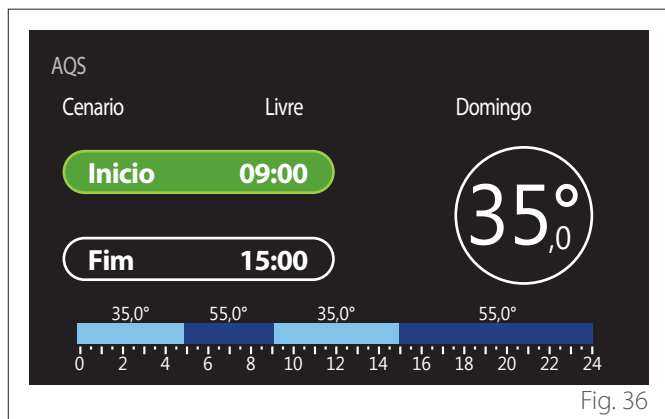 AQS
Cenario Livre Domingo
Inicio 09:00
35,0°
Fim 15:00
35,0° 55,0° 35,0° 55,0°
0 2 4 6 8 10 12 14 16 18 20 22 24
Fig. 36